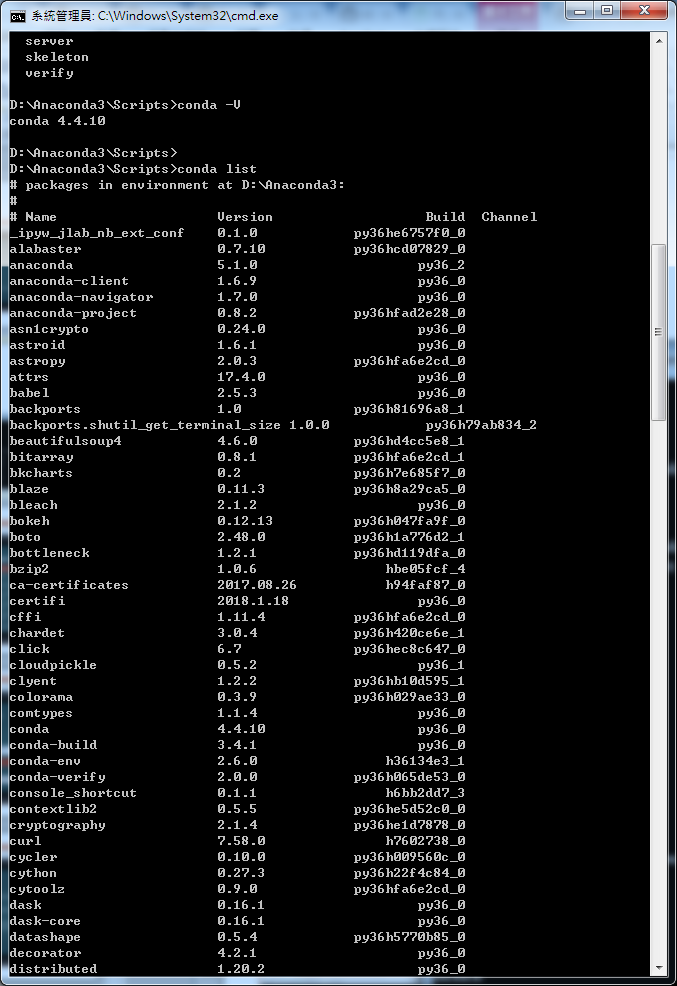 系統管理員: C:\Windows\System32\cmd.exe
server
skeleton
verify
D:\Anaconda3\Scripts>conda -V
conda 4.4.10
D:\Anaconda3\Scripts>
D:\Anaconda3\Scripts>conda list
# packages in environment at D:\Anaconda3:
#
# Name Version Build Channel
_ipyw_jlab_nb_ext_conf 0.1.0 py36he6757f0_0
alabaster 0.7.10 py36hcd07829_0
anaconda 5.1.0 py36_2
anaconda-client 1.6.9 py36_0
anaconda-navigator 1.7.0 py36_0
anaconda-project 0.8.2 py36hfad2e28_0
asn1crypto 0.24.0 py36_0
astroid 1.6.1 py36_0
astropy 2.0.3 py36hfa6e2cd_0
attrs 17.4.0 py36_0
babel 2.5.3 py36_0
backports 1.0 py36h81696a8_1
backports.shutil_get_terminal_size 1.0.0 py36h79ab834_2
beautifulsoup4 4.6.0 py36hd4cc5e8_1
bitarray 0.8.1 py36hfa6e2cd_1
bkcharts 0.2 py36h7e685f7_0
blaze 0.11.3 py36h8a29ca5_0
bleach 2.1.2 py36_0
bokeh 0.12.13 py36h047fa9f_0
boto 2.48.0 py36h1a776d2_1
bottleneck 1.2.1 py36hd119dfa_0
bzip2 1.0.6 hbe05fcf_4
ca-certificates 2017.08.26 h94faf87_0
certifi 2018.1.18 py36_0
cffi 1.11.4 py36hfa6e2cd_0
chardet 3.0.4 py36h420ce6e_1
click 6.7 py36hec8c647_0
cloudpickle 0.5.2 py36_1
clyent 1.2.2 py36hb10d595_1
colorama 0.3.9 py36h029ae33_0
comtypes 1.1.4 py36_0
conda 4.4.10 py36_0
conda-build 3.4.1 py36_0
conda-env 2.6.0 h36134e3_1
conda-verify 2.0.0 py36h065de53_0
console_shortcut 0.1.1 h6bb2dd7_3
contextlib2 0.5.5 py36he5d52c0_0
cryptography 2.1.4 py36he1d7878_0
curl 7.58.0 h7602738_0
cycler 0.10.0 py36h009560c_0
cython 0.27.3 py36h22f4c84_0
cytoolz 0.9.0 py36hfa6e2cd_0
dask 0.16.1 py36_0
dask-core 0.16.1 py36_0
datashape 0.5.4 py36h5770b85_0
decorator 4.2.1 py36_0
distributed 1.20.2 py36_0